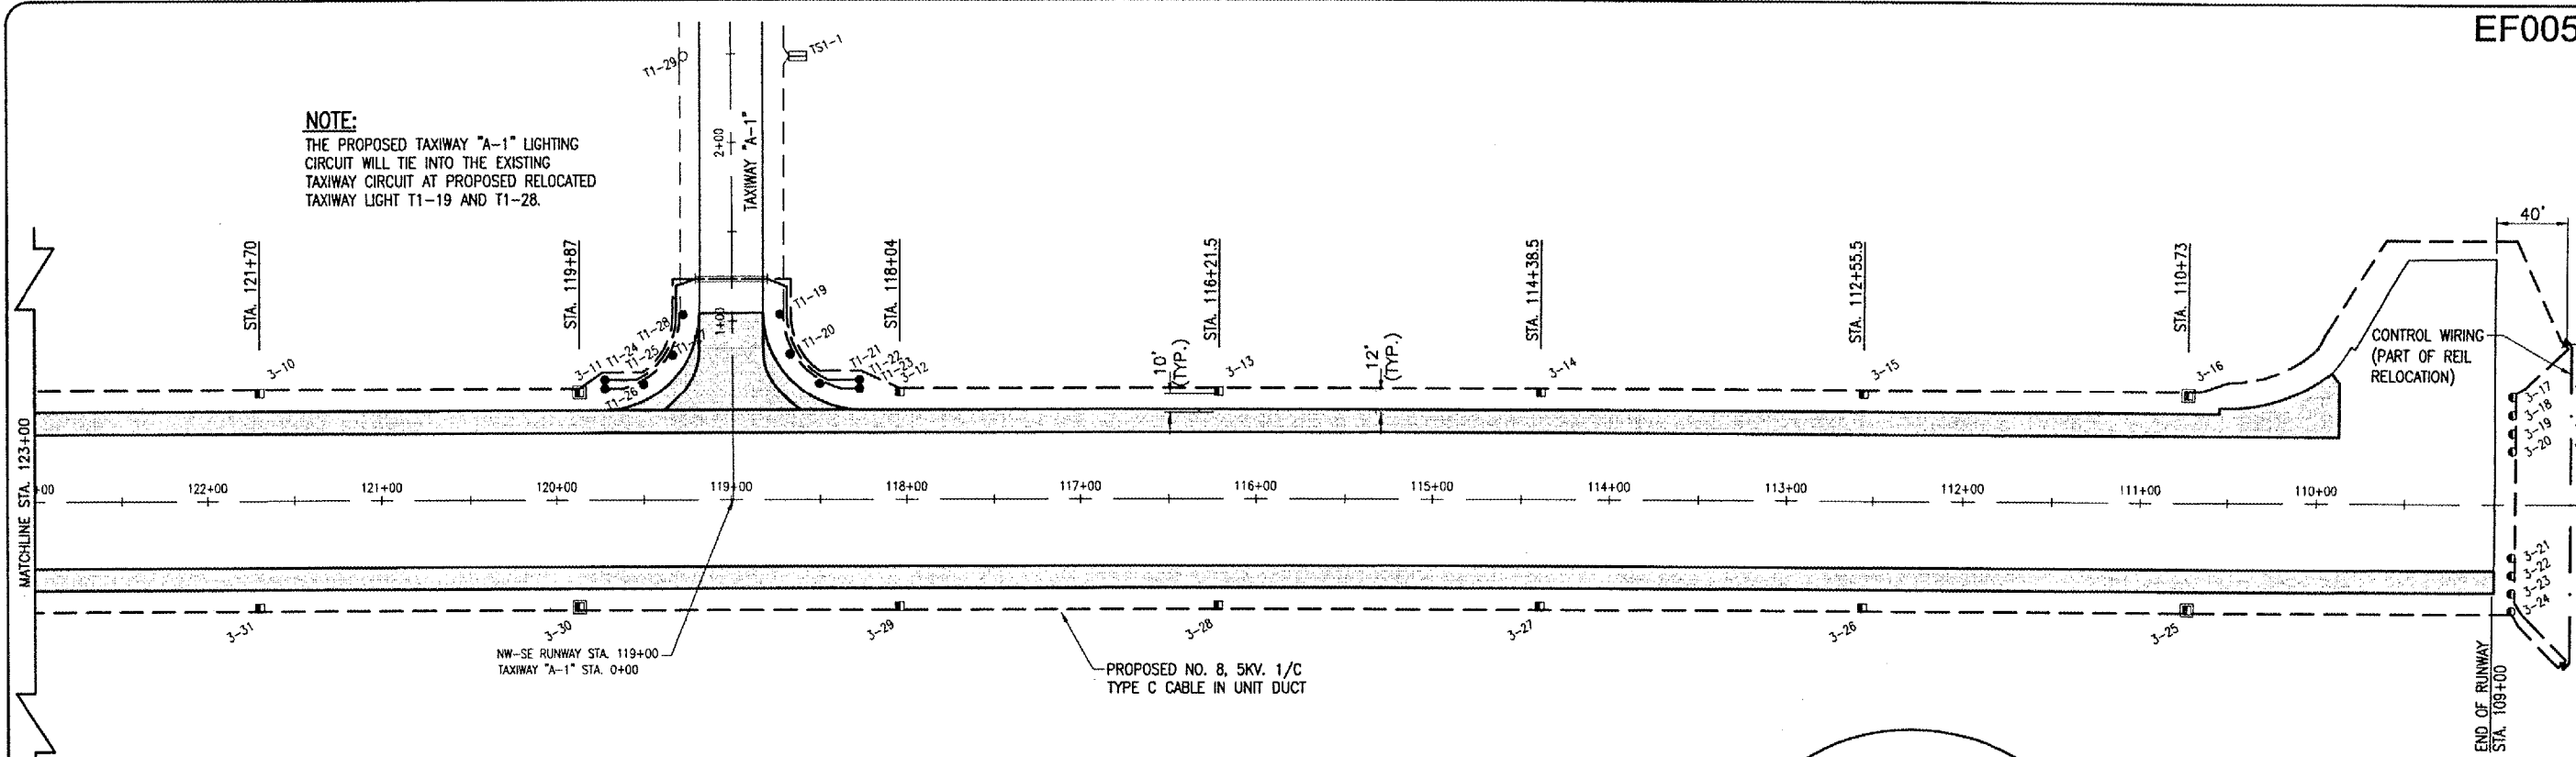 EF005
T1-29
TS1-1
NOTE:
THE PROPOSED TAXIWAY "A-1" LIGHTING
CIRCUIT WILL TIE INTO THE EXISTING
TAXIWAY CIRCUIT AT PROPOSED RELOCATED
TAXIWAY LIGHT T1-19 AND T1-28.
2+00
TAXIWAY "A-1"
1+00
40'
STA. 121+70
STA. 119+87
STA. 118+04
STA. 116+21.5
STA. 114+38.5
STA. 112+55.5
STA. 110+73
3-10
3-11
T1-24
T1-25
T1-26
T1-28
T1-19
T1-20
T1-21
T1-22
T1-23
3-12
10'
(TYP.)
3-13
12'
(TYP.)
3-14
3-15
3-16
CONTROL WIRING
(PART OF REIL
RELOCATION)
3-17
3-18
3-19
3-20
MATCHLINE STA. 123+00
+00
122+00
121+00
120+00
119+00
118+00
117+00
116+00
115+00
114+00
113+00
112+00
111+00
110+00
3-21
3-22
3-23
3-24
3-31
3-30
3-29
3-28
3-27
3-26
3-25
NW-SE RUNWAY STA. 119+00
TAXIWAY "A-1" STA. 0+00
PROPOSED NO. 8, 5KV. 1/C
TYPE C CABLE IN UNIT DUCT
END OF RUNWAY
STA. 109+00